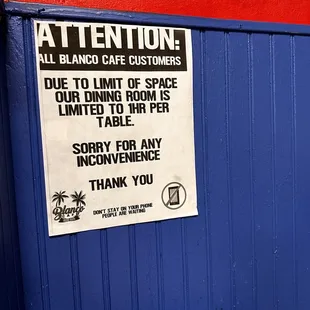 ATTENTION:
ALL BLANCO CAFE CUSTOMERS
DUE TO LIMIT OF SPACE
OUR DINING ROOM IS
LIMITED TO 1HR PER
TABLE.
SORRY FOR ANY
INCONVENIENCE
THANK YOU
Blanco
DON'T STAY ON YOUR PHONE
PEOPLE ARE WAITING